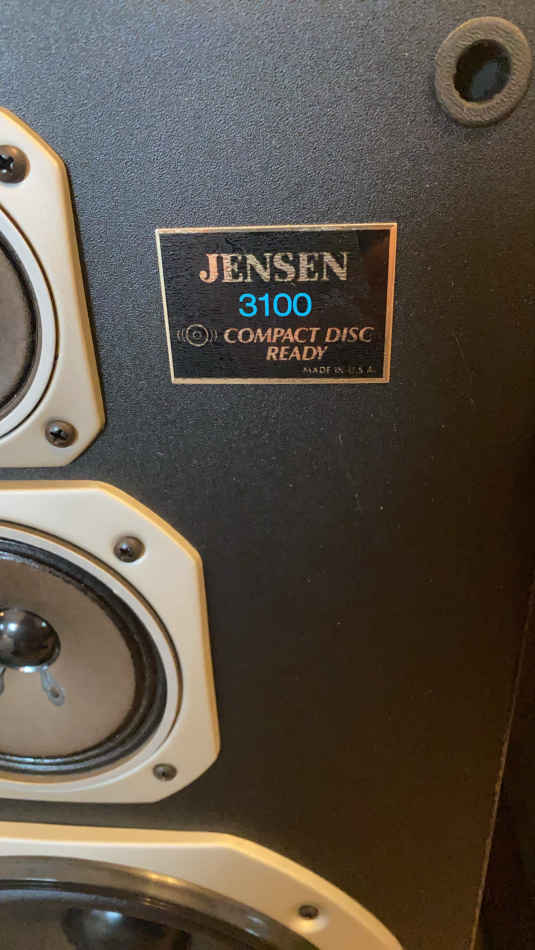 JENSEN
3100
COMPACT DISC
READY
MADE IN U.S.A.